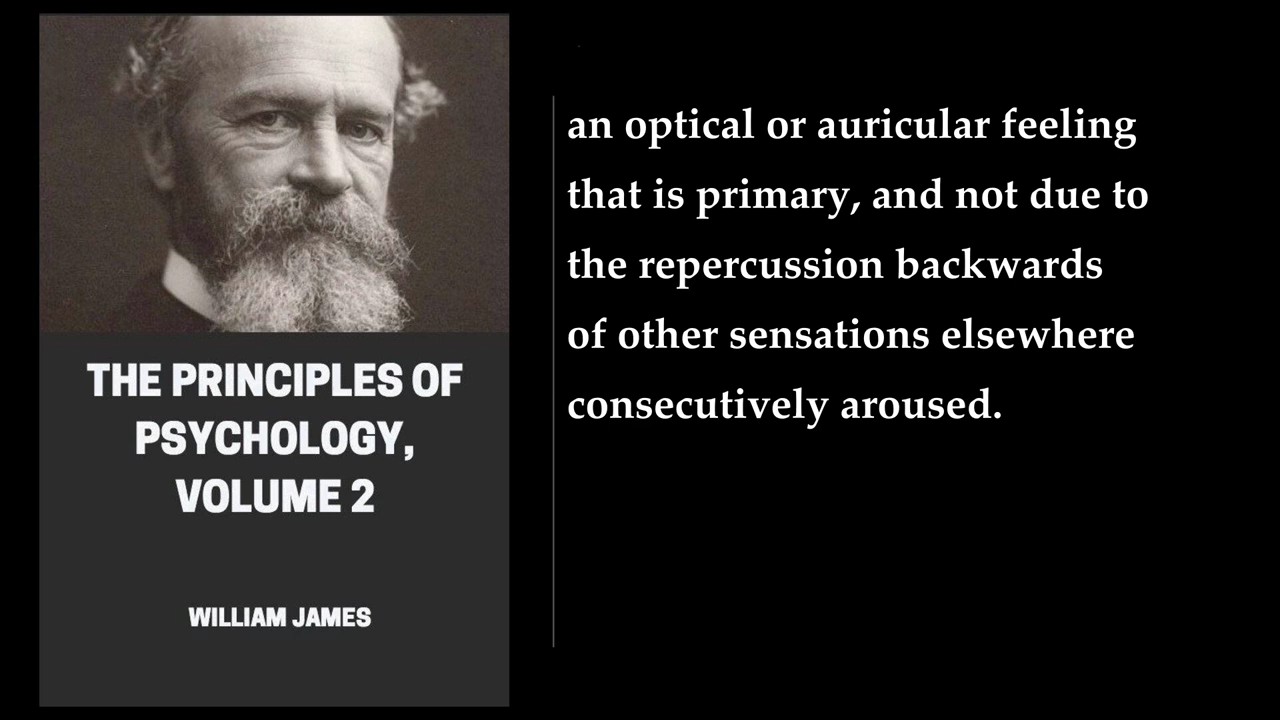 THE PRINCIPLES OF
PSYCHOLOGY,
VOLUME 2
WILLIAM JAMES
an optical or auricular feeling
that is primary, and not due to
the repercussion backwards
of other sensations elsewhere
consecutively aroused.